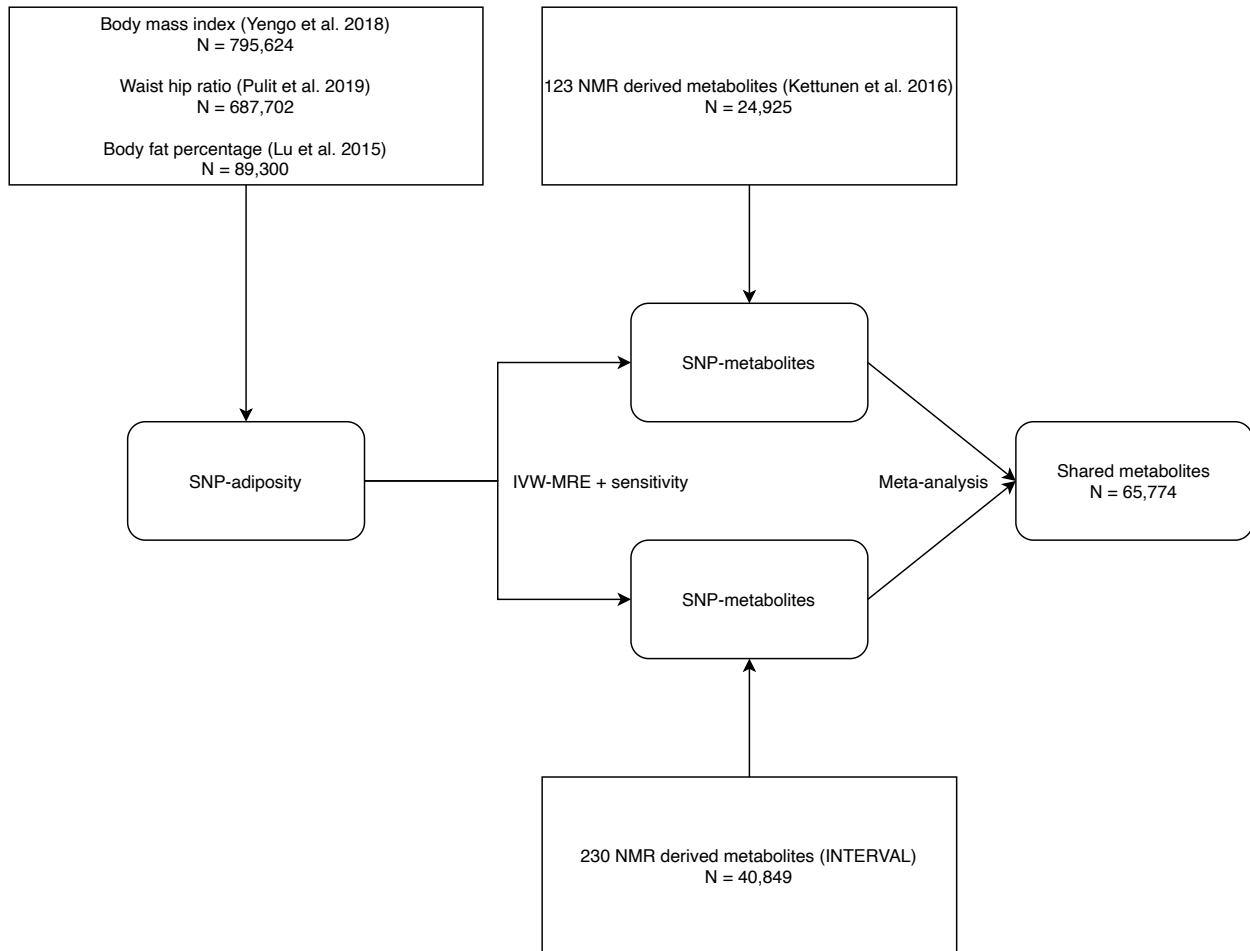 Body mass index (Yengo et al. 2018)
N = 795,624
Waist hip ratio (Pulit et al. 2019)
N = 687,702
Body fat percentage (Lu et al. 2015)
N = 89,300
123 NMR derived metabolites (Kettunen et al. 2016)
N = 24,925
SNP-metabolites
SNP-adiposity
IVW-MRE + sensitivity
Meta-analysis
Shared metabolites
N = 65,774
SNP-metabolites
230 NMR derived metabolites (INTERVAL)
N = 40,849